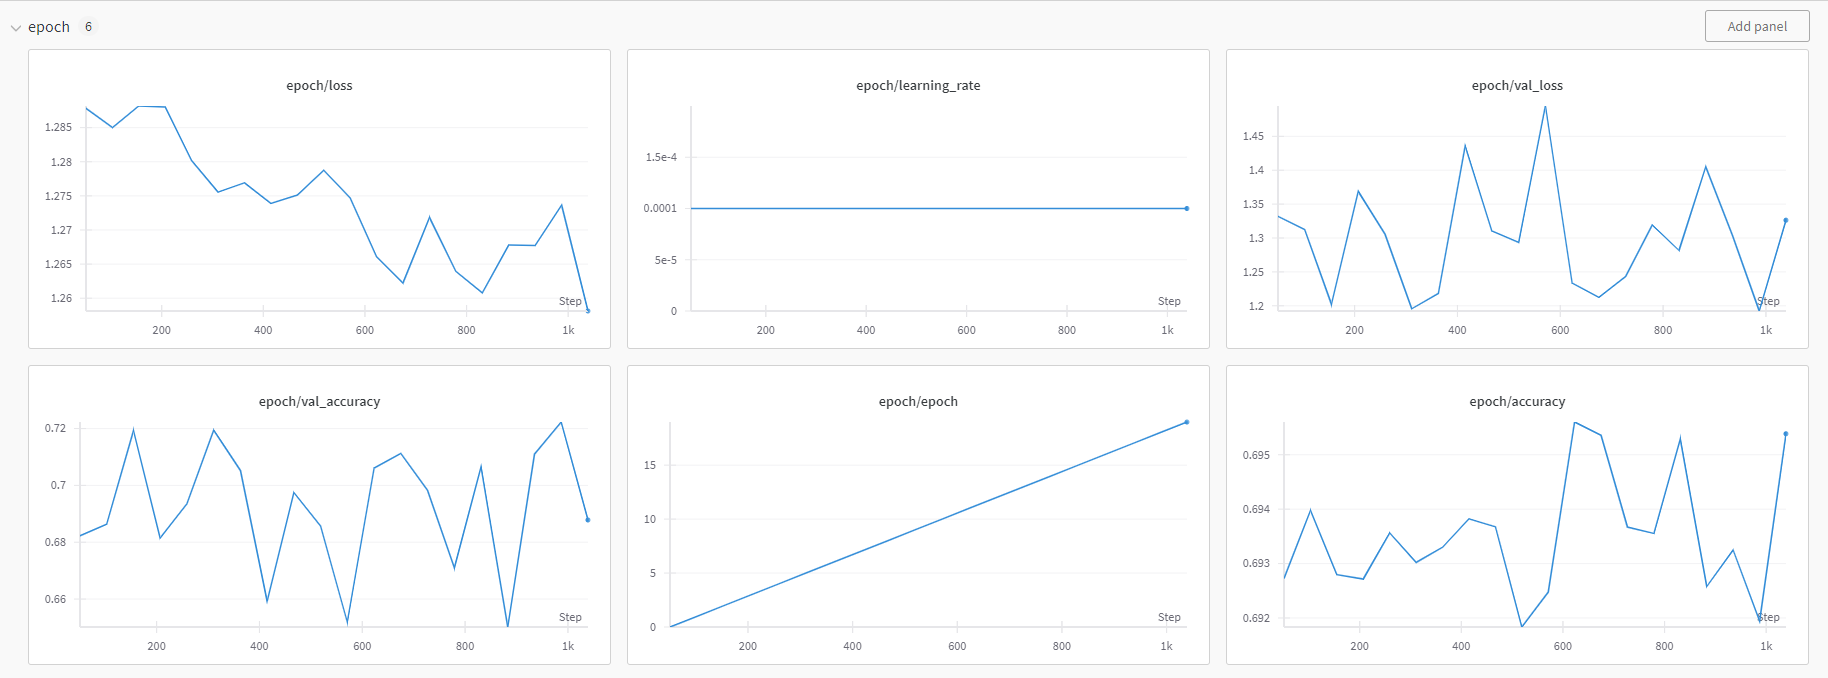 epoch 6
Add panel
epoch/loss
1.285
1.28
1.275
1.27
1.265
1.26
Step
200 400 600 800 1k
epoch/learning_rate
1.5e-4
0.0001
5e-5
0
Step
200 400 600 800 1k
epoch/val_loss
1.45
1.4
1.35
1.3
1.25
1.2
Step
200 400 600 800 1k
epoch/val_accuracy
0.72
0.7
0.68
0.66
Step
200 400 600 800 1k
epoch/epoch
15
10
5
0
Step
200 400 600 800 1k
epoch/accuracy
0.695
0.694
0.693
0.692
Step
200 400 600 800 1k